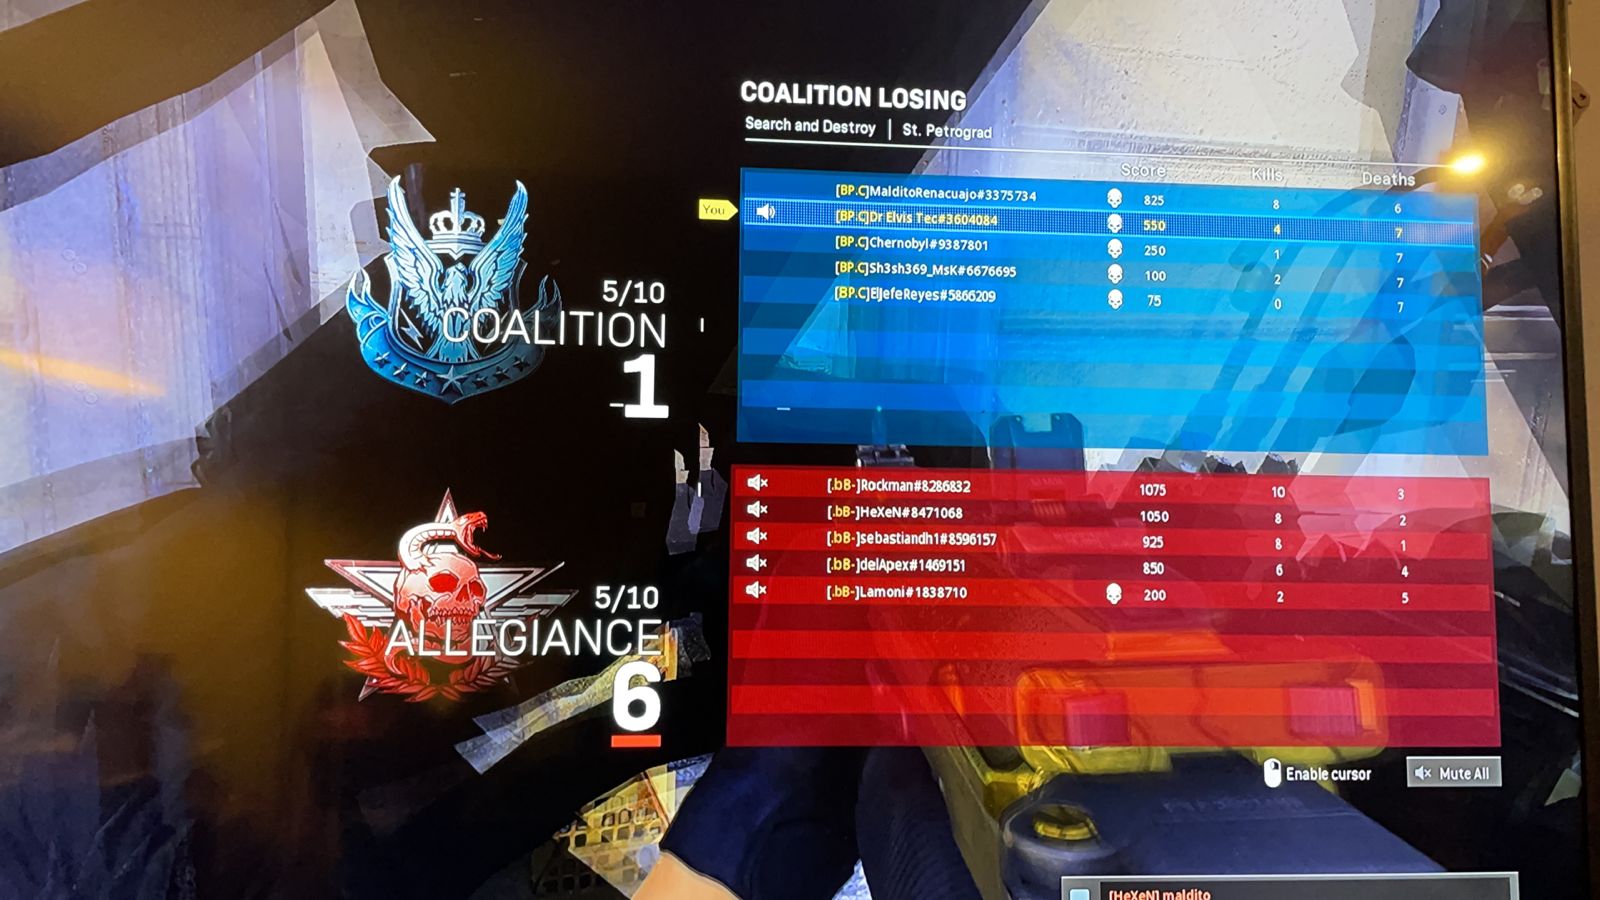 COALITION LOSING
Search and Destroy | St. Petrograd
Score Kills Deaths
[BP.C]MalditoRenacuajo#3375734 825 8 6
You [BP.C]Dr Elvis Tec#3604084 550 4 7
[BP.C]Chernobyl#9387801 250 1 7
[BP.C]Sh3sh369_MsK#6676695 100 2 7
[BP.C]ElJefeReyes#5866209 75 0 7
5/10
COALITION
1
[.bB-]Rockman#8286832 1075 10 3
[.bB-]HeXeN#8471068 1050 8 2
[.bB-]sebastiandh1#8596157 925 8 1
[.bB-]delApex#1469151 850 6 4
[.bB-]Lamoni#1838710 200 2 5
5/10
ALLEGIANCE
6
Enable cursor Mute All
[HeXeN] maldito